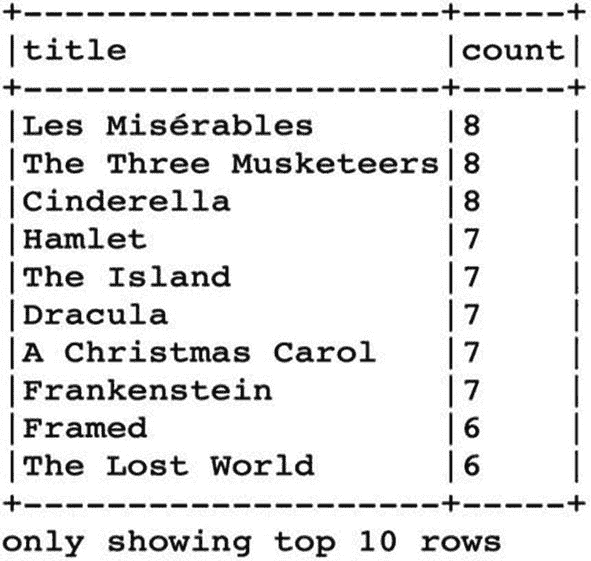 +--------------------+-----+
|title               |count|
+--------------------+-----+
|Les Misérables      |8    |
|The Three Musketeers|8    |
|Cinderella          |8    |
|Hamlet              |7    |
|The Island          |7    |
|Dracula             |7    |
|A Christmas Carol   |7    |
|Frankenstein        |7    |
|Framed              |6    |
|The Lost World      |6    |
+--------------------+-----+
only showing top 10 rows